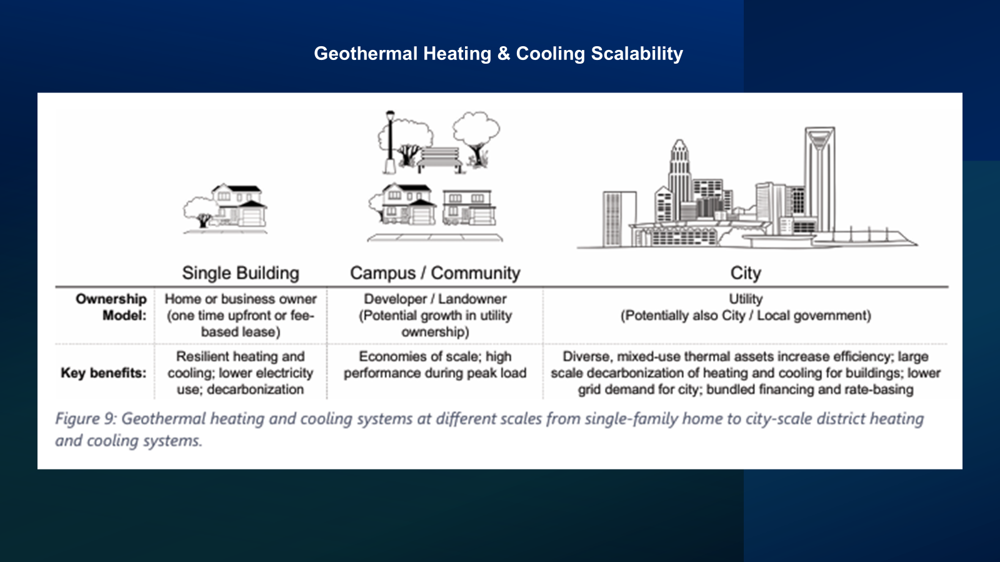 Geothermal Heating & Cooling Scalability
Single Building
Campus / Community
City
Ownership
Model:
Home or business owner
(one time upfront or fee-
based lease)
Developer / Landowner
(Potential growth in utility
ownership)
Utility
(Potentially also City / Local government)
Key benefits:
Resilient heating and
cooling; lower electricity
use; decarbonization
Economies of scale; high
performance during peak load
Diverse, mixed-use thermal assets increase efficiency; large
scale decarbonization of heating and cooling for buildings; lower
grid demand for city; bundled financing and rate-basing
Figure 9: Geothermal heating and cooling systems at different scales from single-family home to city-scale district heating
and cooling systems.